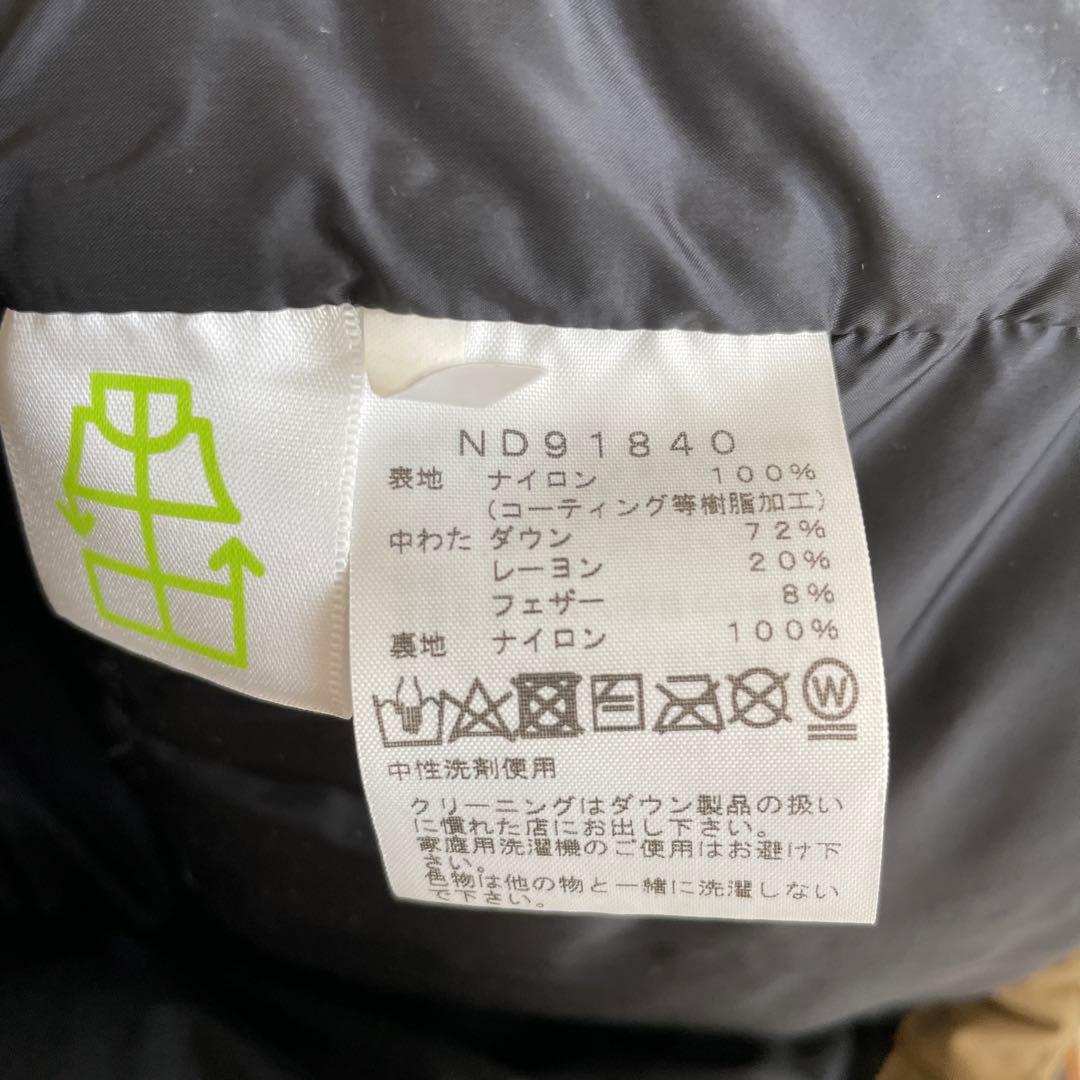 ND91840
表地 ナイロン 100%
(コーティング等樹脂加工)
中わた ダウン 72%
レーヨン 20%
フェザー 8%
裏地 ナイロン 100%
W
中性洗剤使用
クリーニングはダウン製品の扱い
に慣れた店にお出し下さい。
家庭用洗濯機のご使用はお避け下
さい。
色物は他の物と一緒に洗濯しない
で下さい。